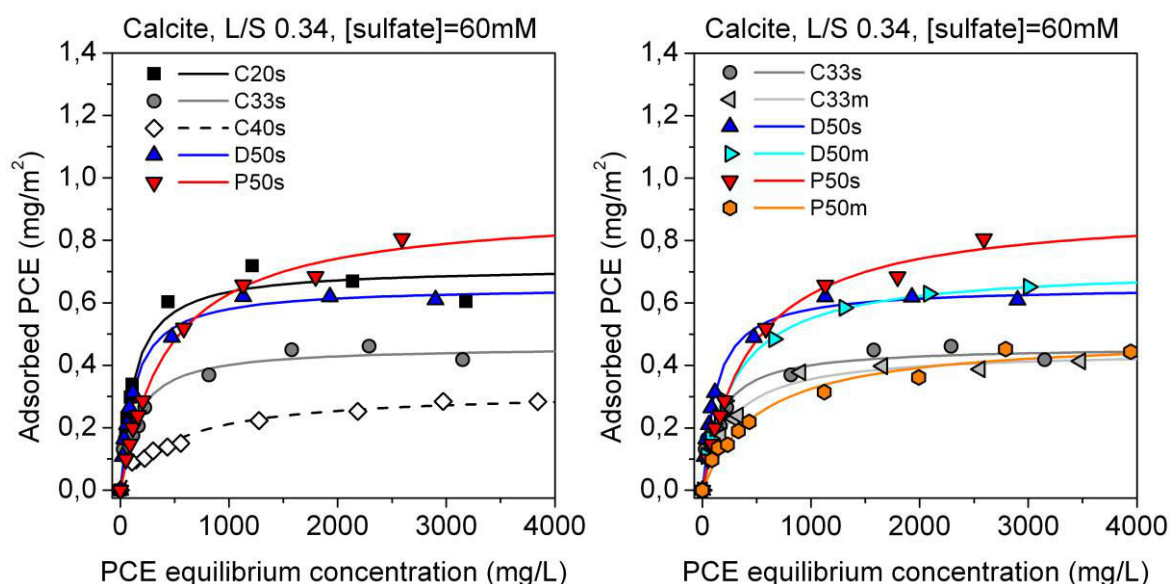 Calcite, L/S 0.34, [sulfate]=60mM
1,4
1,2
1,0
0,8
0,6
0,4
0,2
0,0
Adsorbed PCE (mg/m²)
C20s
C33s
C40s
D50s
P50s
0
1000
2000
3000
4000
PCE equilibrium concentration (mg/L)
Calcite, L/S 0.34, [sulfate]=60mM
1,4
1,2
1,0
0,8
0,6
0,4
0,2
0,0
Adsorbed PCE (mg/m²)
C33s
C33m
D50s
D50m
P50s
P50m
0
1000
2000
3000
4000
PCE equilibrium concentration (mg/L)